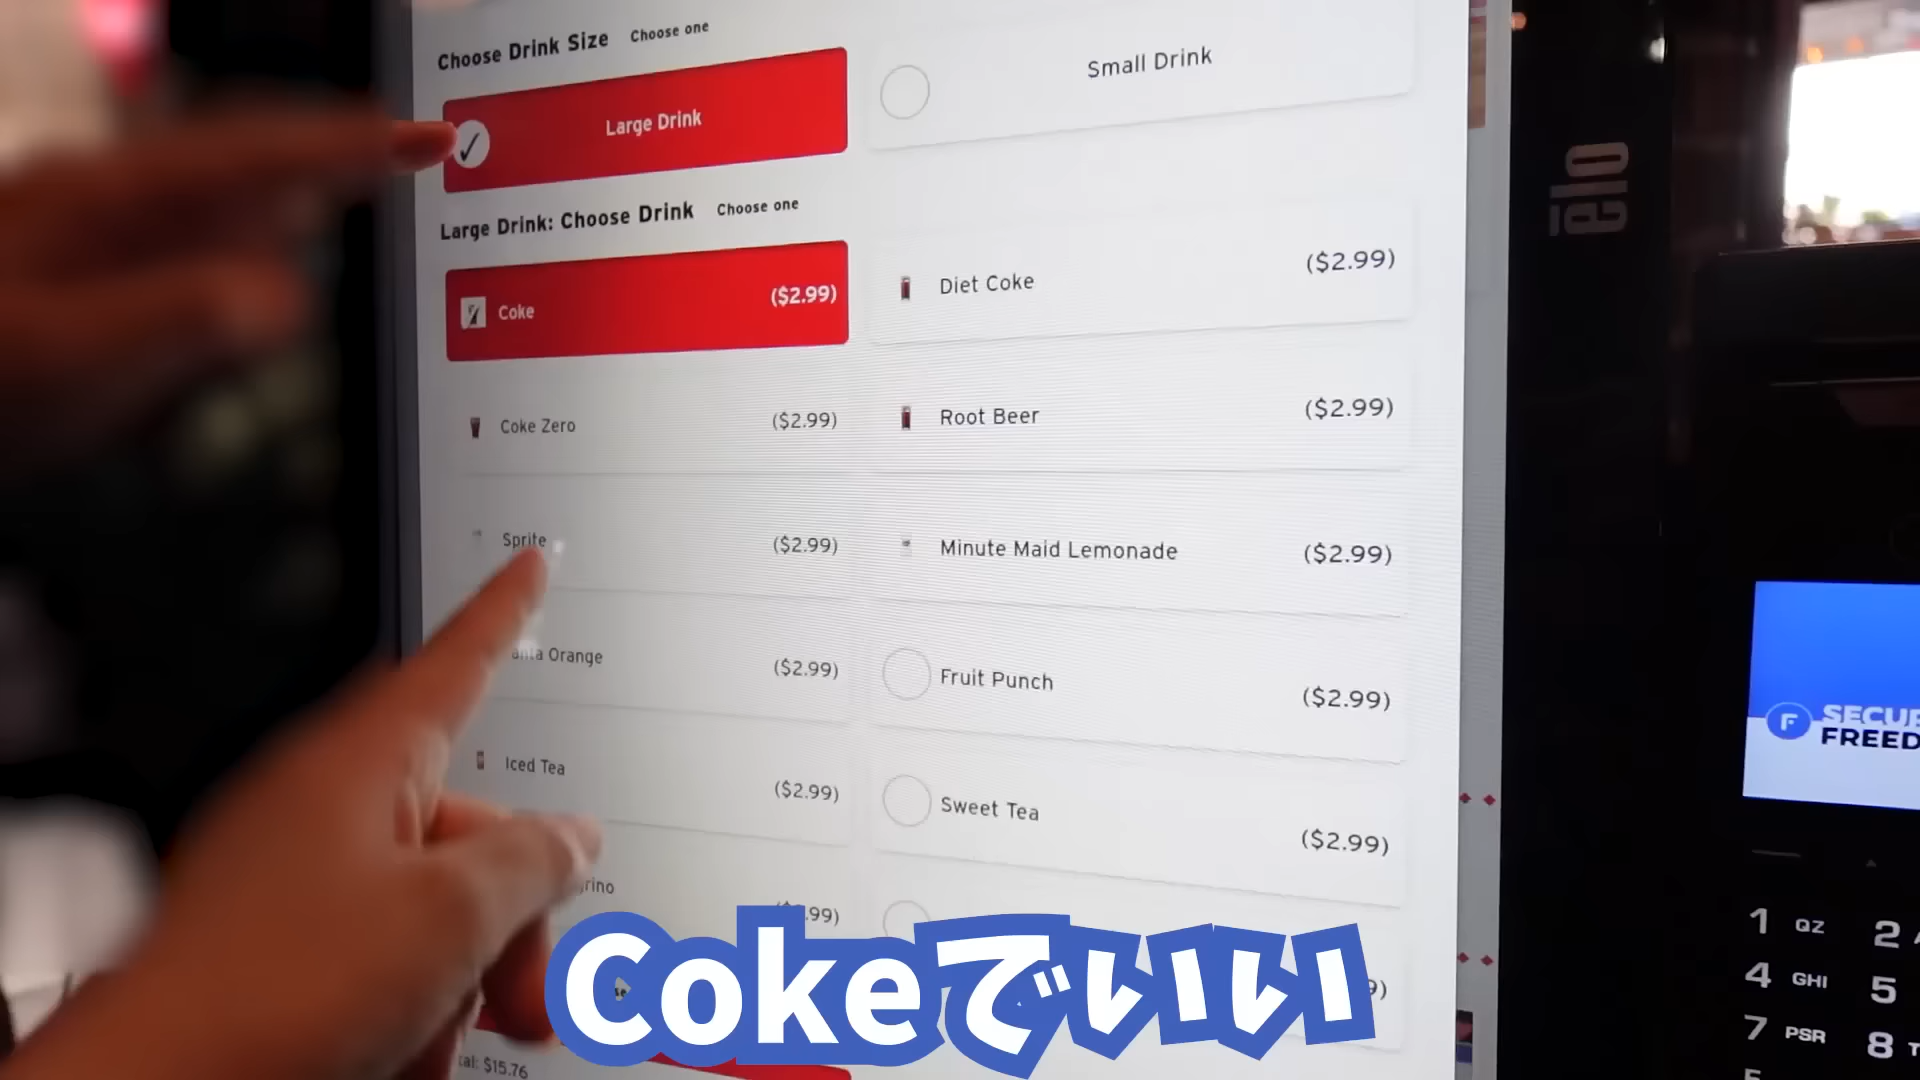 Choose Drink Size Choose one
Large Drink
Small Drink
Large Drink: Choose Drink Choose one
Coke ($2.99)
Diet Coke ($2.99)
Coke Zero ($2.99)
Root Beer ($2.99)
Sprite ($2.99)
Minute Maid Lemonade ($2.99)
Orange ($2.99)
Fruit Punch ($2.99)
Iced Tea ($2.99)
Sweet Tea ($2.99)
elo
F
1 QZ 2
4 GHI 5
7 PSR 8
$15.76
Cokeでいい